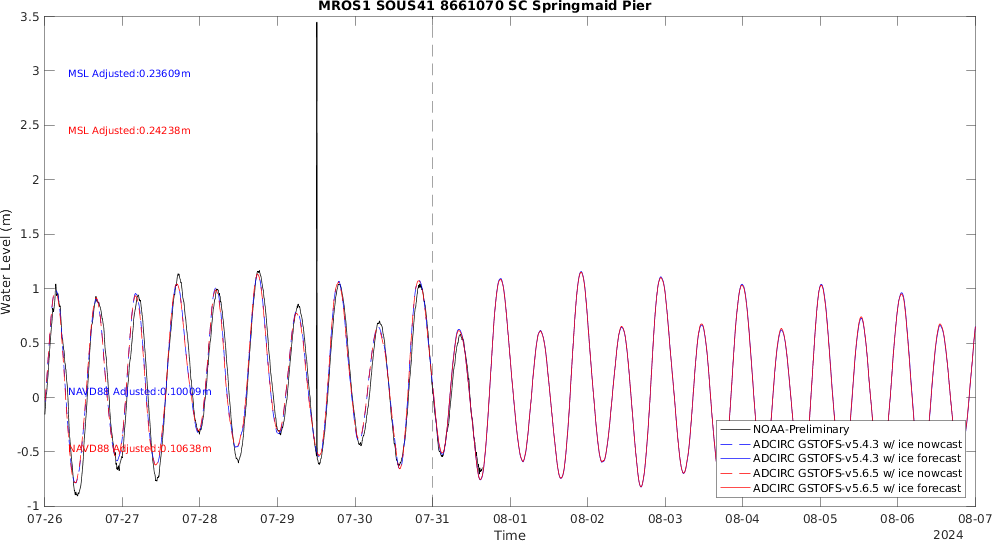 MROS1 SOUS41 8661070 SC Springmaid Pier
3.5
3
2.5
2
1.5
1
0.5
0
-0.5
-1
Water Level (m)
MSL Adjusted:0.23609m
MSL Adjusted:0.24238m
NAVD88 Adjusted:0.10009m
NAVD88 Adjusted:0.10638m
NOAA-Preliminary
ADCIRC GSTOFS-v5.4.3 w/ ice nowcast
ADCIRC GSTOFS-v5.4.3 w/ ice forecast
ADCIRC GSTOFS-v5.6.5 w/ ice nowcast
ADCIRC GSTOFS-v5.6.5 w/ ice forecast
07-26 07-27 07-28 07-29 07-30 07-31 08-01 08-02 08-03 08-04 08-05 08-06 08-07
Time
2024